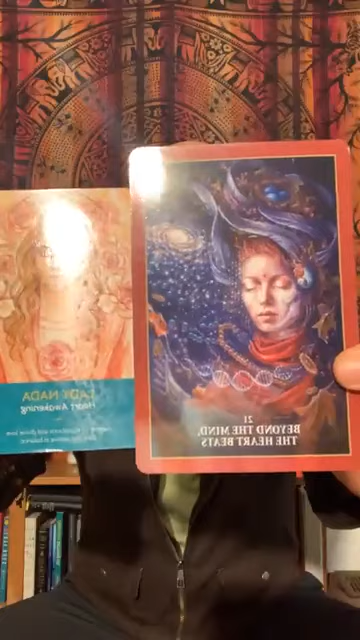 LADY NADA
Heart Awakening
21
BEYOND THE MIND,
THE HEART BEATS